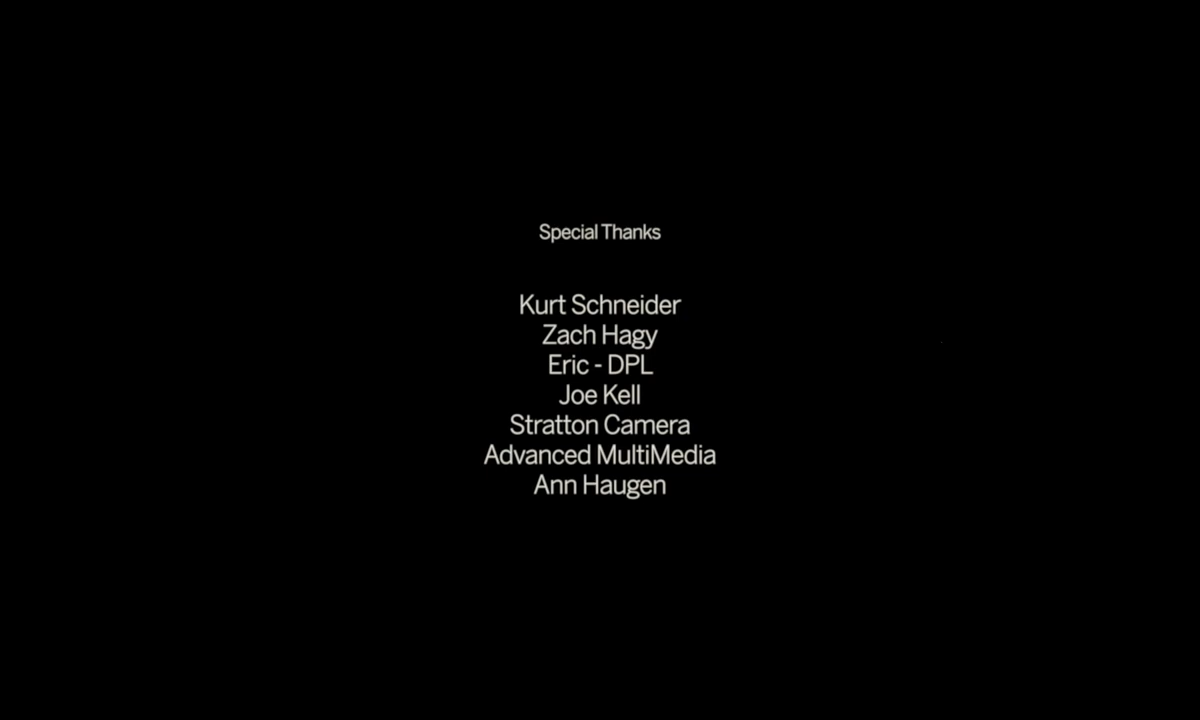 Special Thanks
Kurt Schneider
Zach Hagy
Eric - DPL
Joe Kell
Stratton Camera
Advanced MultiMedia
Ann Haugen